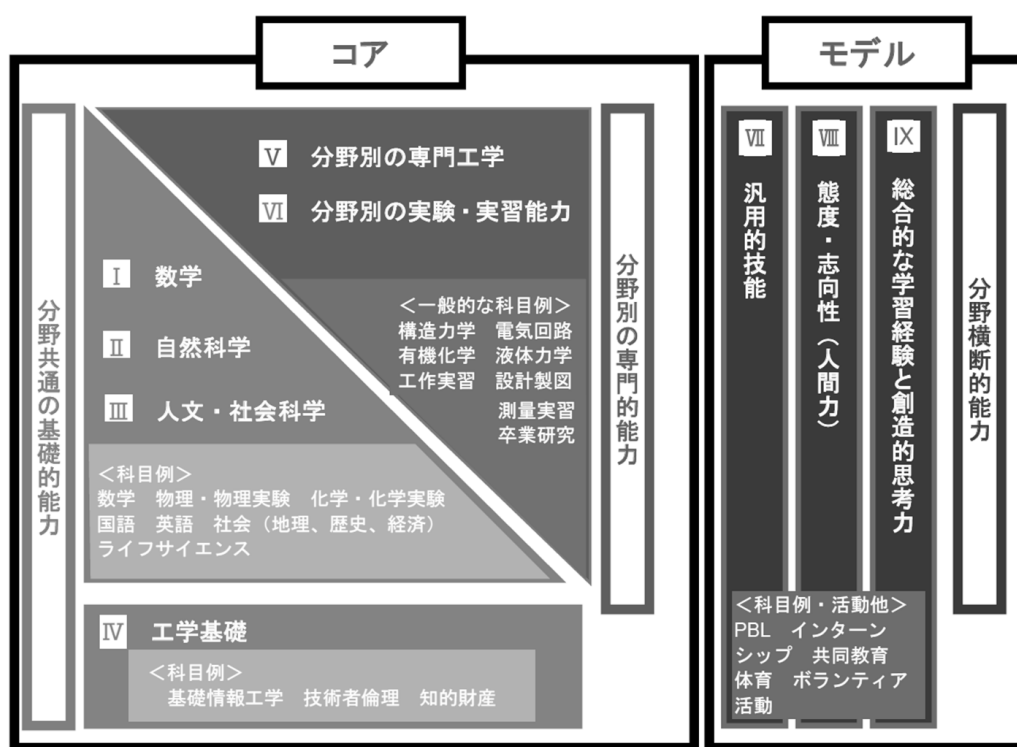 コア
分野共通の基礎的能力
Ⅴ 分野別の専門工学
Ⅵ 分野別の実験・実習能力
Ⅰ 数学
Ⅱ 自然科学
Ⅲ 人文・社会科学
<一般的な科目例>
構造力学 電気回路
有機化学 液体力学
工作実習 設計製図
測量実習
卒業研究
<科目例>
数学 物理・物理実験 化学・化学実験
国語 英語 社会(地理、歴史、経済)
ライフサイエンス
分野別の専門的能力
Ⅳ 工学基礎
<科目例>
基礎情報工学 技術者倫理 知的財産
モデル
Ⅶ 汎用的技能
Ⅷ 態度・志向性(人間力)
Ⅸ 総合的な学習経験と創造的思考力
<科目例・活動他>
PBL インターン
シップ 共同教育
体育 ボランティア
活動
分野横断的能力